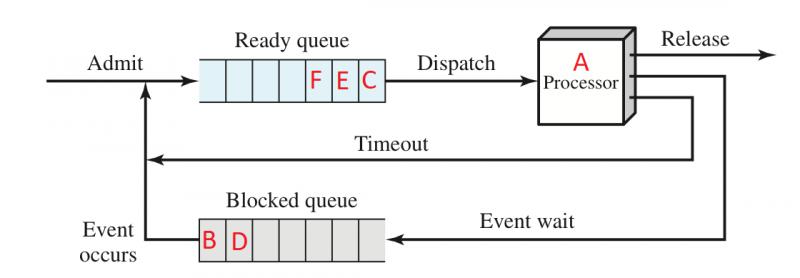 Ready queue
Admit
F E C
Dispatch
A
Processor
Release
Timeout
Blocked queue
Event
occurs
B D
Event wait